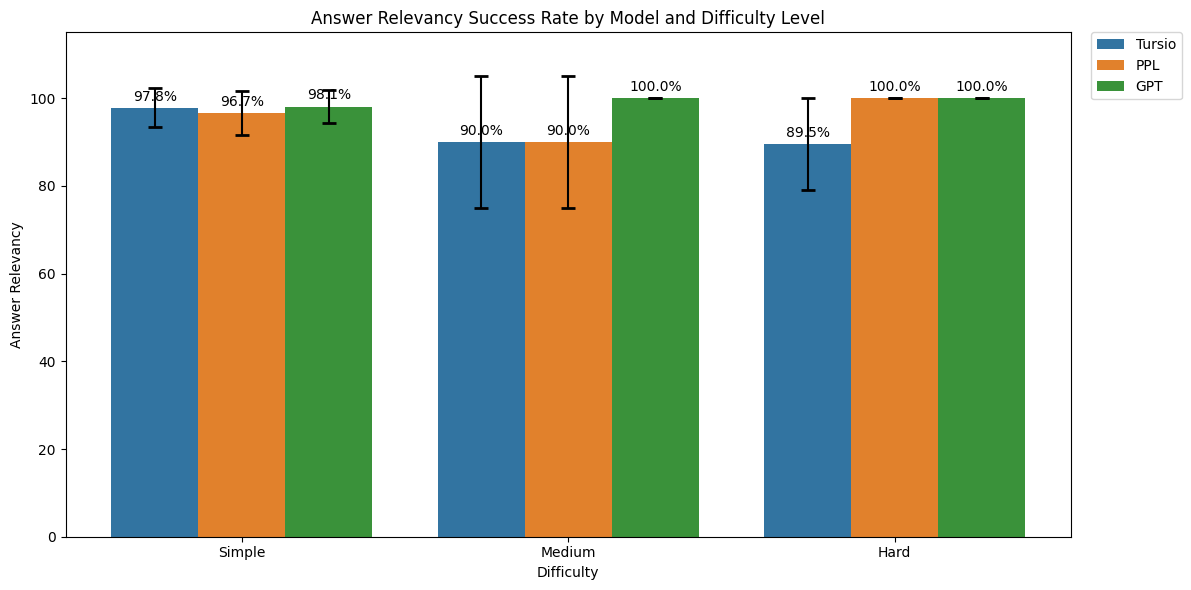 Answer Relevancy Success Rate by Model and Difficulty Level
Tursio
PPL
GPT
Answer Relevancy
100
80
60
40
20
0
97.8%
96.7%
98.1%
90.0%
90.0%
100.0%
89.5%
100.0%
100.0%
Simple
Medium
Hard
Difficulty